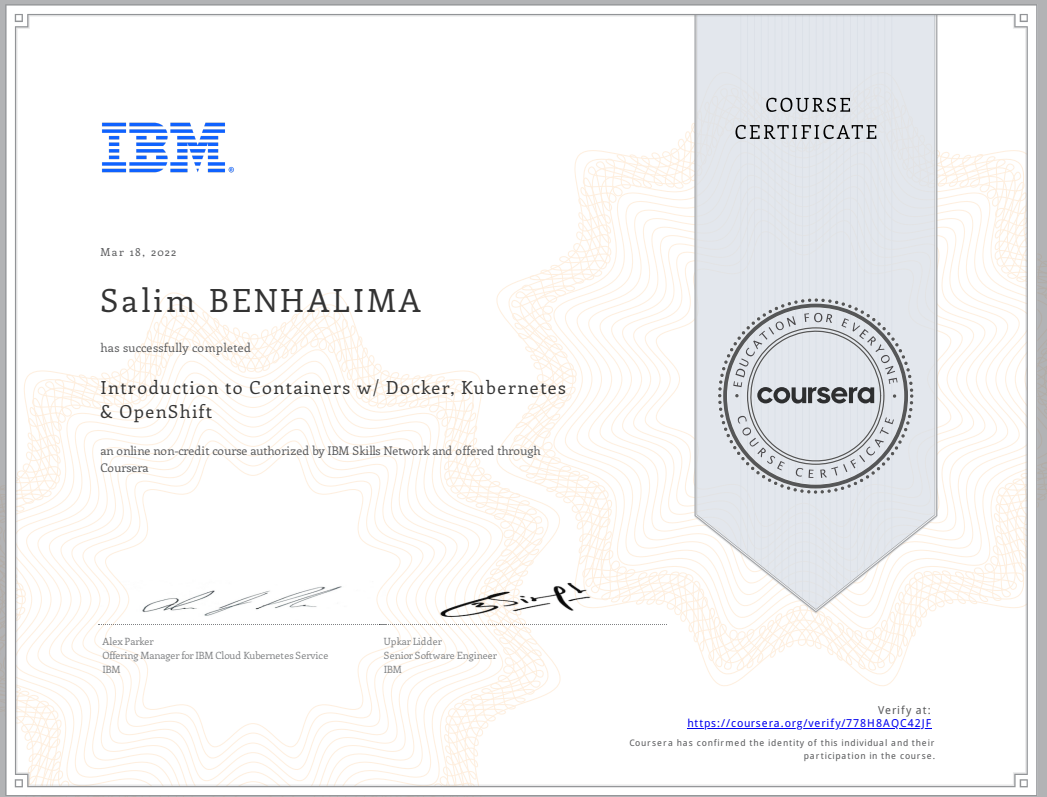 COURSE
CERTIFICATE
IBM®
Mar 18, 2022
Salim BENHALIMA
has successfully completed
Introduction to Containers w/ Docker, Kubernetes
& OpenShift
an online non-credit course authorized by IBM Skills Network and offered through
Coursera
EDUCATION FOR EVERYONE
coursera
COURSE CERTIFICATE
Alex Parker
Offering Manager for IBM Cloud Kubernetes Service
IBM
Upkar Lidder
Senior Software Engineer
IBM
Verify at:
https://coursera.org/verify/778H8AQC42JF
Coursera has confirmed the identity of this individual and their
participation in the course.